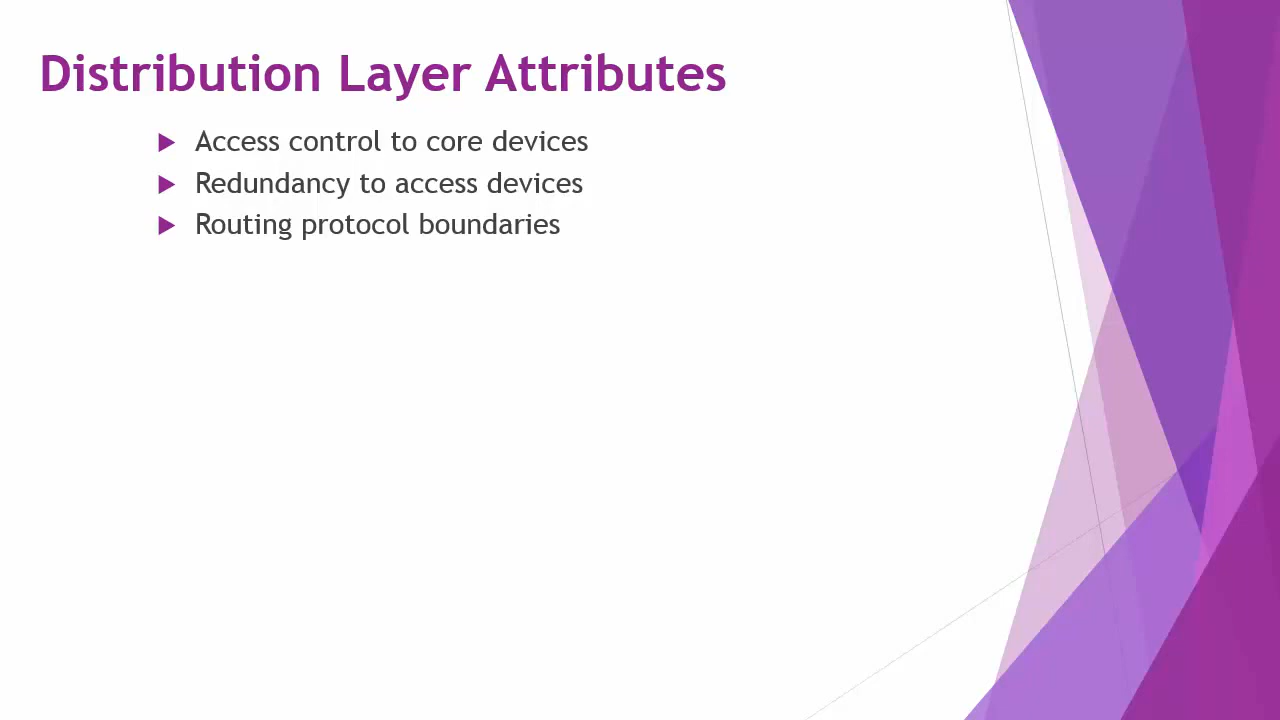 Distribution Layer Attributes
Access control to core devices
Redundancy to access devices
Routing protocol boundaries